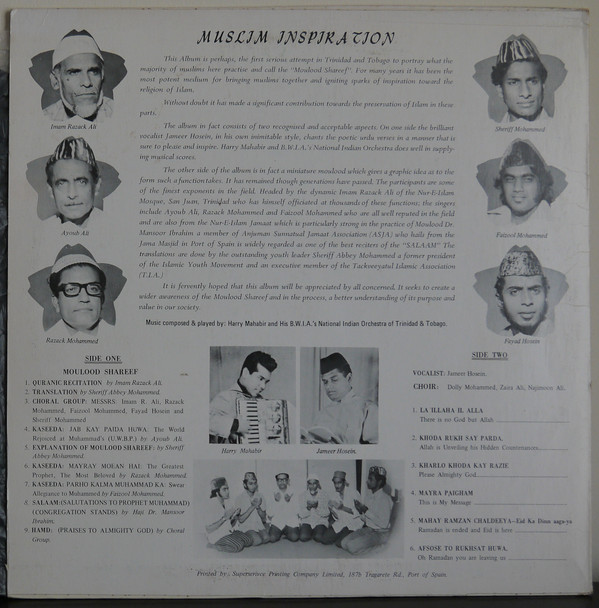 MUSLIM INSPIRATION
This Album is perhaps, the first serious attempt in Trinidad and Tobago to portray what the
majority of muslims here practise and call the "Moulood Shareef". For many years it has been the
most potent medium for bringing muslims together and igniting sparks of inspiration toward the
religion of Islam.
Without doubt it has made a significant contribution towards the preservation of Islam in these
parts.
The album in fact consists of two recognised and acceptable aspects. On one side the brilliant
vocalist Jameer Hosein, in his own inimitable style, chants the poetic urdu verses in a manner that is
sure to please and inspire. Harry Mahabir and B.W.I.A.'s National Indian Orchestra does well in supply-
ing musical scores.
The other side of the album is in fact a miniature moulood which gives a graphic idea as to the
form such a function takes. It has remained though generations have passed. The participants are some
of the finest exponents in the field. Headed by the dynamic Imam Razack Ali of the Nur-E-Islam
Mosque, San Juan, Trinidad who has himself officiated at thousands of these functions; the singers
include Ayoub Ali, Razack Mohammed and Faizool Mohammed who are all well reputed in the field
and are also from the Nur-E-Islam Jamaat which is particularly strong in the practice of Moulood Dr.
Mansoor Ibrahim a member of Anjuman Sunnatual Jamaat Association (ASJA) who hails from the
Jama Masjid in Port of Spain is widely regarded as one of the best reciters of the "SALAAM" The
translations are done by the outstanding youth leader Sheriff Abbey Mohammed a former president
of the Islamic Youth Movement and an executive member of the Tackveeyatul Islamic Association
(T.I.A.)
It is fervently hoped that this album will be appreciated by all concerned. It seeks to create a
wider awareness of the Moulood Shareef and in the process, a better understanding of its purpose and
value in our society.
Music composed & played by: Harry Mahabir and His B.W.I.A.'s National Indian Orchestra of Trinidad & Tobago.
Imam Razack Ali
Ayoub Ali
Razack Mohammed
Sheriff Mohammed
Faizool Mohammed
Fayad Hosein
SIDE ONE
MOULOOD SHAREEF
1. QURANIC RECITATION by Imam Razack Ali.
2. TRANSLATION by Sheriff Abbey Mohammed.
3. CHORAL GROUP: MESSRS; Imam R. Ali, Razack
Mohammed, Faizool Mohammed, Fayad Hosein and
Sheriff Mohammed
4. KASEEDA: JAB KAY PAIDA HUWA; The World
Rejoiced at Muhammad's (U.W.B.P.) by Ayoub Ali.
5. EXPLANATION OF MOULOOD SHAREEF: by Sheriff
Abbey Mohammed.
6. KASEEDA: MAYRAY MOLAN HAI: The Greatest
Prophet, The Most Beloved by Razack Mohammed.
7. KASEEDA: PARHO KALMA MUHAMMAD KA: Swear
Allegiance to Muhammed by Faizool Mohammed.
8. SALAAM:(SALUTATIONS TO PROPHET MUHAMMAD)
(CONGREGATION STANDS) by Haji Dr. Mansoor
Ibrahim.
9. HAMD: (PRAISES TO ALMIGHTY GOD) by Choral
Group.
Harry Mahabir
Jameer Hosein.
SIDE TWO
VOCALIST: Jameer Hosein.
CHOIR: Dolly Mohammed, Zaya Ali, Najimoon Ali.
1. LA ILLAHA IL ALLA
There is no God but Allah
2. KHODA RUKH SAY PARDA,
Allah is Unveiling his Hidden Countenances
3. KHABLO KHODA KAY BAZIE
Please Almighty God
4. MAYRA PAIGHAM
This is My Message
5. MAHAY RAMZAN CHALDEEYA—Eid Ka Dinn aaga-ya
Ramadan is ended and Eid is here
6. AFSOSE TO RUKHSAT HUWA,
Oh Ramadan you are leaving us
Printed by: Superservice Printing Company Limited, 187b Tragarete Rd., Port of Spain.